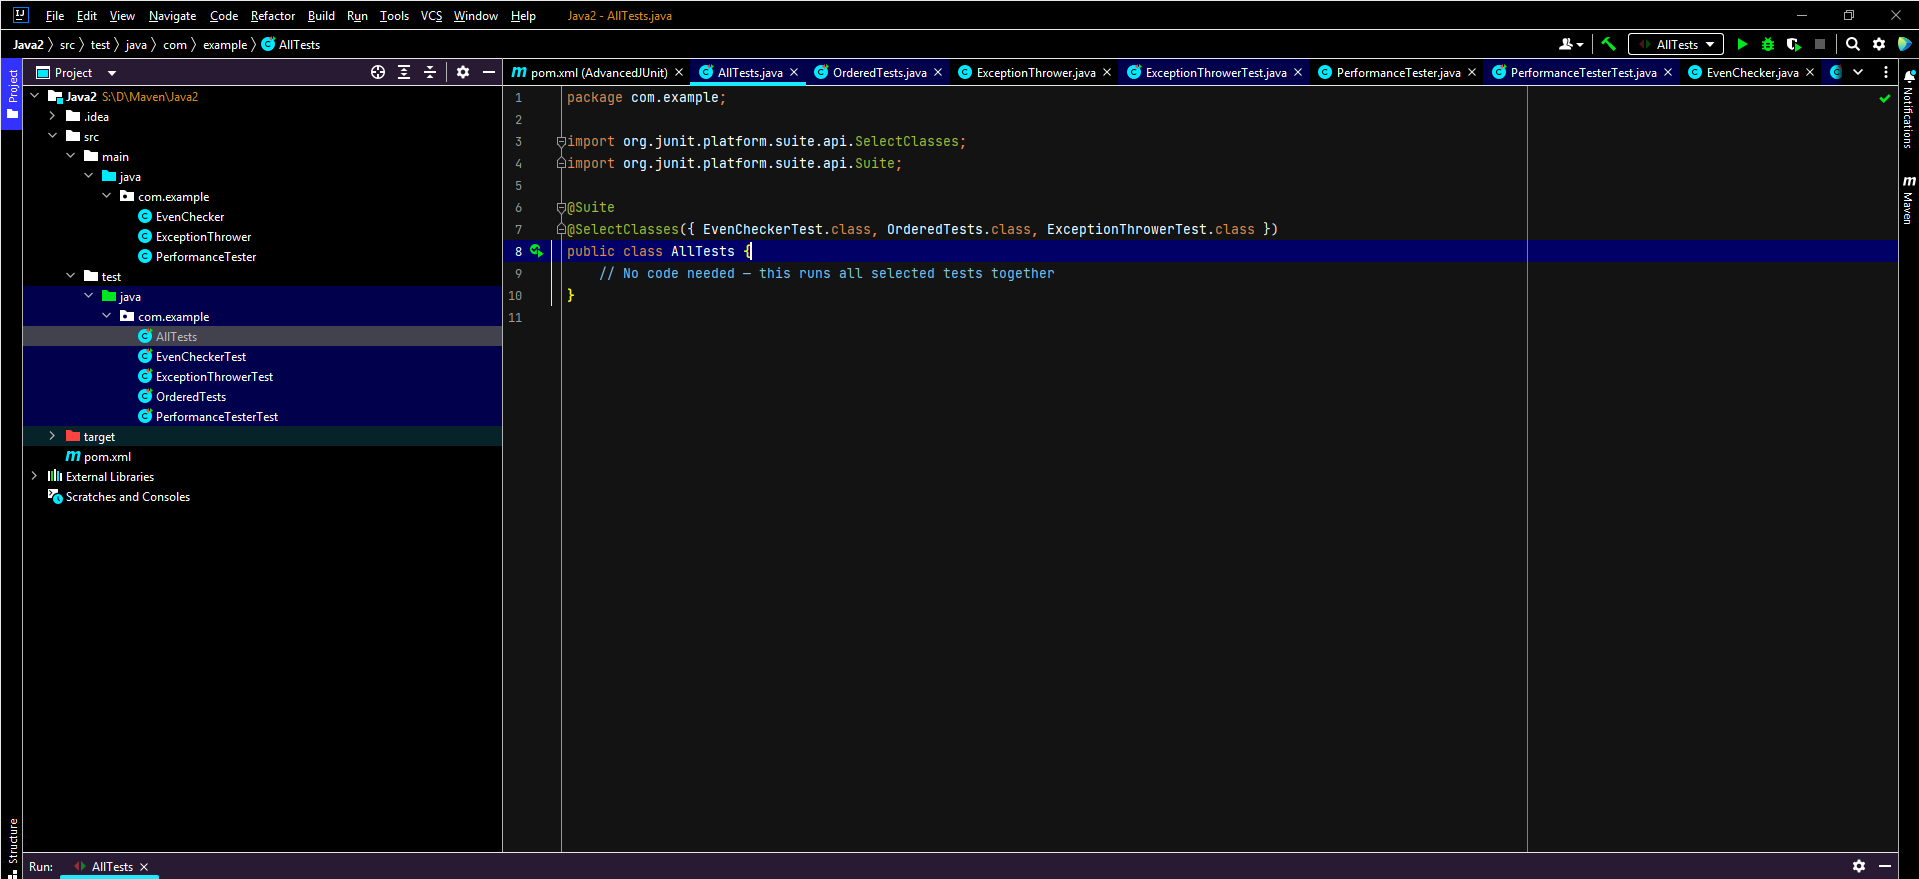 File Edit View Navigate Code Refactor Build Run Tools VCS Window Help Java2 - AllTests.java
Java2 src test java com example AllTests AllTests
Project pom.xml (AdvancedJUnit) AllTests.java OrderedTests.java ExceptionThrower.java ExceptionThrowerTest.java PerformanceTester.java PerformanceTesterTest.java EvenChecker.java
Project
Notifications
Maven
Structure
Java2 S:\D\Maven\Java2
.idea
src
main
java
com.example
EvenChecker
ExceptionThrower
PerformanceTester
test
java
com.example
AllTests
EvenCheckerTest
ExceptionThrowerTest
OrderedTests
PerformanceTesterTest
target
pom.xml
External Libraries
Scratches and Consoles
1 package com.example;
2
3 import org.junit.platform.suite.api.SelectClasses;
4 import org.junit.platform.suite.api.Suite;
5
6 @Suite
7 @SelectClasses({ EvenCheckerTest.class, OrderedTests.class, ExceptionThrowerTest.class })
8 public class AllTests {
9 // No code needed – this runs all selected tests together
10 }
11
Run: AllTests